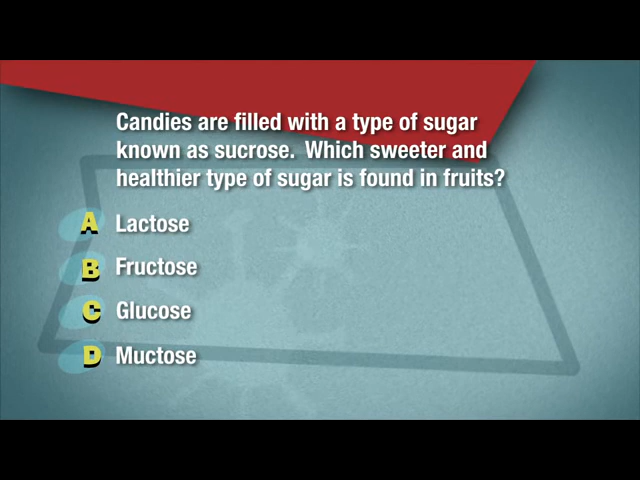 Candies are filled with a type of sugar
known as sucrose.  Which sweeter and
healthier type of sugar is found in fruits?
A Lactose
B Fructose
C Glucose
D Muctose